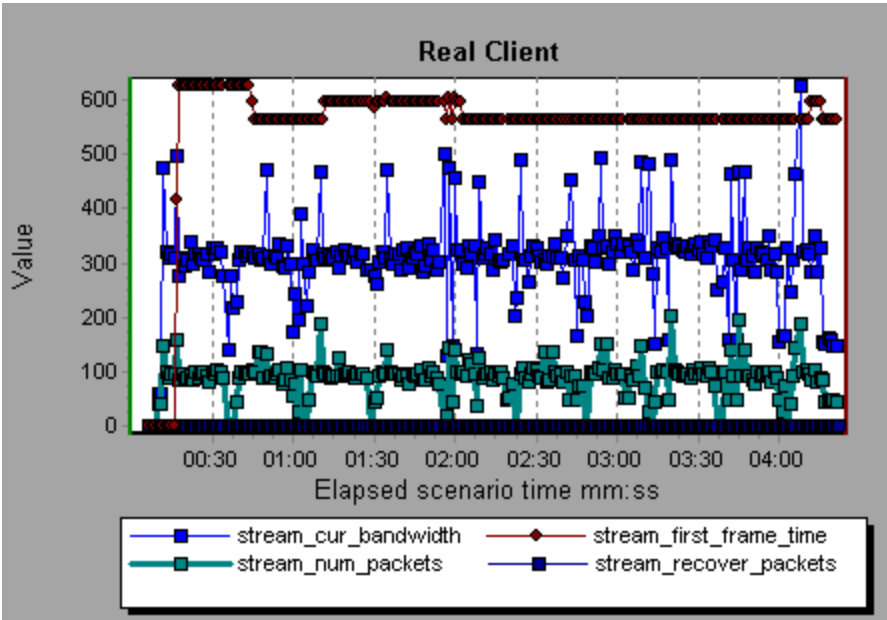 Real Client
600
500
400
300
200
100
0
Value
00:30 01:00 01:30 02:00 02:30 03:00 03:30 04:00
Elapsed scenario time mm:ss
stream_cur_bandwidth stream_first_frame_time
stream_num_packets stream_recover_packets